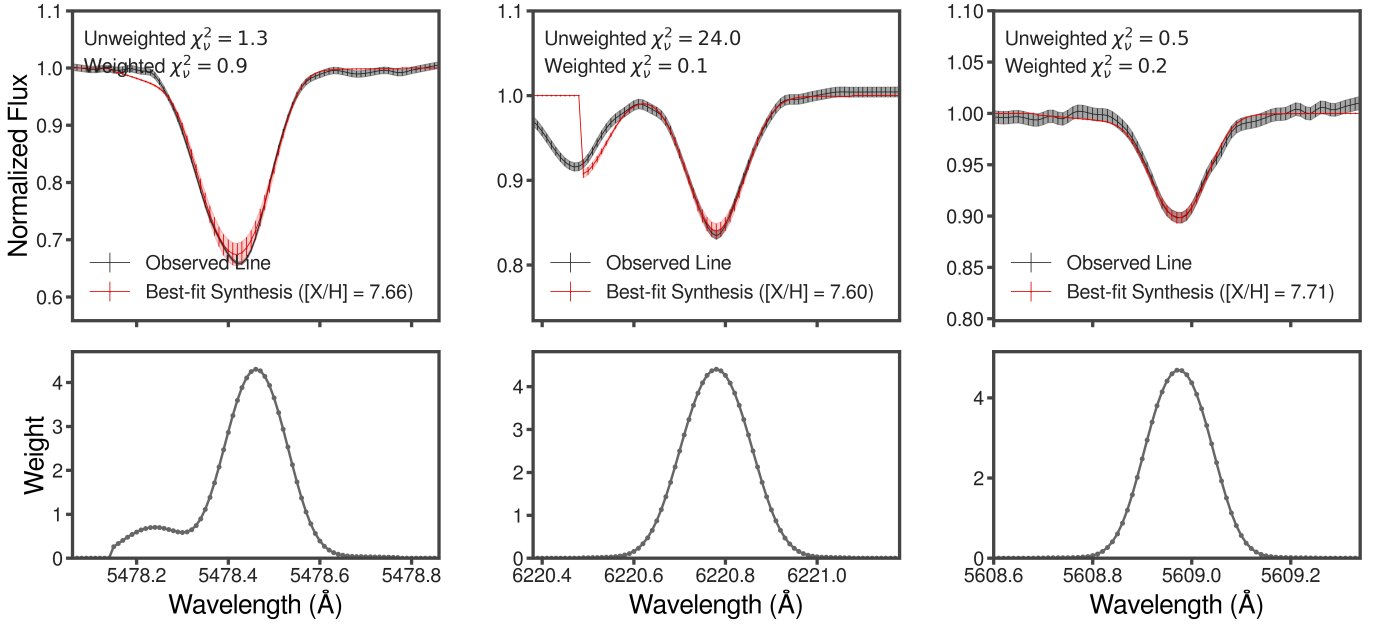 Normalized Flux
1.1
1.0
0.9
0.8
0.7
0.6
Unweighted χ²ᵥ = 1.3
Weighted χ²ᵥ = 0.9
Observed Line
Best-fit Synthesis ([X/H] = 7.66)
1.1
1.0
0.9
0.8
Unweighted χ²ᵥ = 24.0
Weighted χ²ᵥ = 0.1
Observed Line
Best-fit Synthesis ([X/H] = 7.60)
1.10
1.05
1.00
0.95
0.90
0.85
0.80
Unweighted χ²ᵥ = 0.5
Weighted χ²ᵥ = 0.2
Observed Line
Best-fit Synthesis ([X/H] = 7.71)
Weight
4
3
2
1
0
5478.2 5478.4 5478.6 5478.8
Wavelength (Å)
4
3
2
1
0
6220.4 6220.6 6220.8 6221.0
Wavelength (Å)
4
2
0
5608.6 5608.8 5609.0 5609.2
Wavelength (Å)